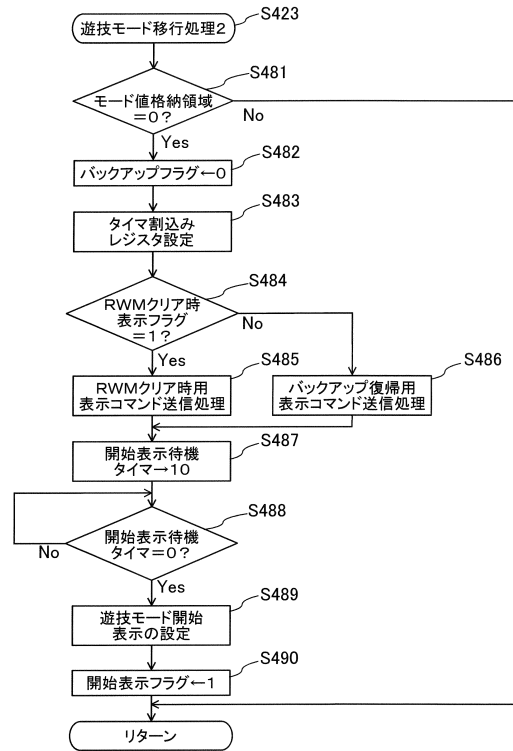 遊技モード移行処理2
S423
S481
モード値格納領域
=0?
No
Yes
S482
バックアップフラグ←0
S483
タイマ割込み
レジスタ設定
S484
RWMクリア時
表示フラグ
=1?
No
Yes
S485
RWMクリア時用
表示コマンド送信処理
S486
バックアップ復帰用
表示コマンド送信処理
S487
開始表示待機
タイマ→10
S488
開始表示待機
タイマ=0?
No
Yes
S489
遊技モード開始
表示の設定
S490
開始表示フラグ←1
リターン